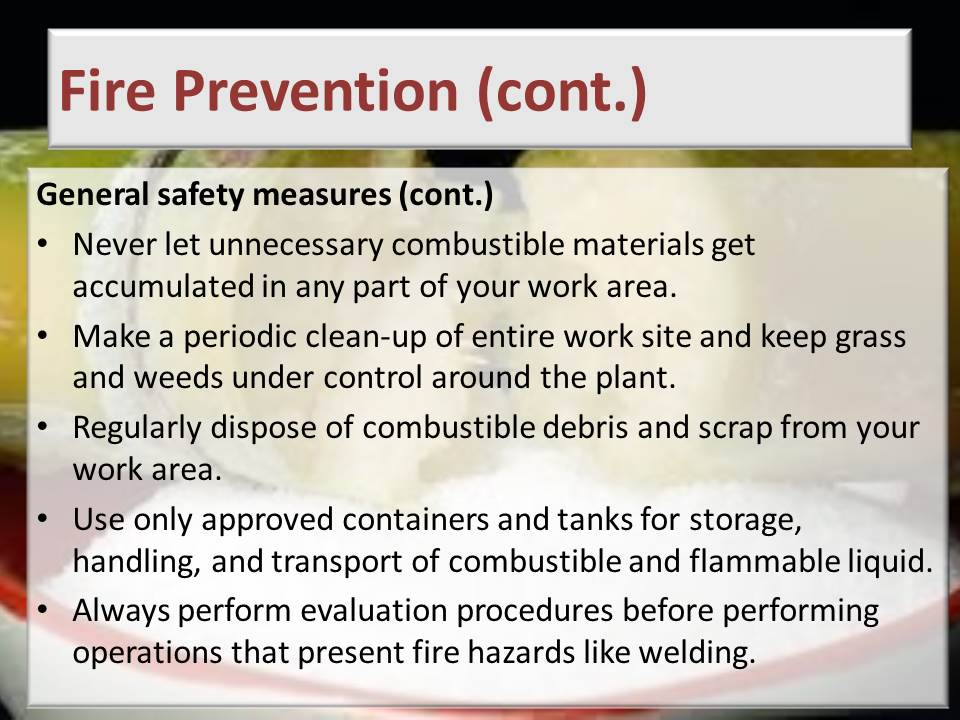 Fire Prevention (cont.)
General safety measures (cont.)
• Never let unnecessary combustible materials get
accumulated in any part of your work area.
• Make a periodic clean-up of entire work site and keep grass
and weeds under control around the plant.
• Regularly dispose of combustible debris and scrap from your
work area.
• Use only approved containers and tanks for storage,
handling, and transport of combustible and flammable liquid.
• Always perform evaluation procedures before performing
operations that present fire hazards like welding.